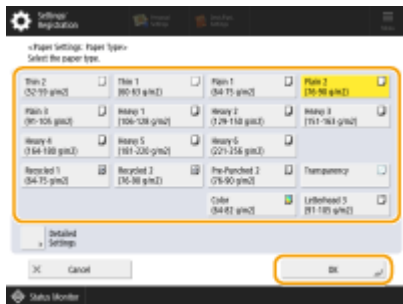 Settings/
Registration
<Paper Settings: Paper Type>
Select the paper type.
Thin 2
(52-59 g/m2)
Thin 1
(60-63 g/m2)
Plain 1
(64-75 g/m2)
Plain 2
(76-90 g/m2)
Plain 3
(91-105 g/m2)
Heavy 1
(106-128 g/m2)
Heavy 2
(129-150 g/m2)
Heavy 3
(151-163 g/m2)
Heavy 4
(164-180 g/m2)
Heavy 5
(181-220 g/m2)
Heavy 6
(221-256 g/m2)
Recycled 1
(64-75 g/m2)
Recycled 2
(76-90 g/m2)
Pre-Punched 2
(76-90 g/m2)
Transparency
Color
(64-82 g/m2)
Letterhead 3
(91-105 g/m2)
Detailed
Settings
Cancel
OK
Status Monitor